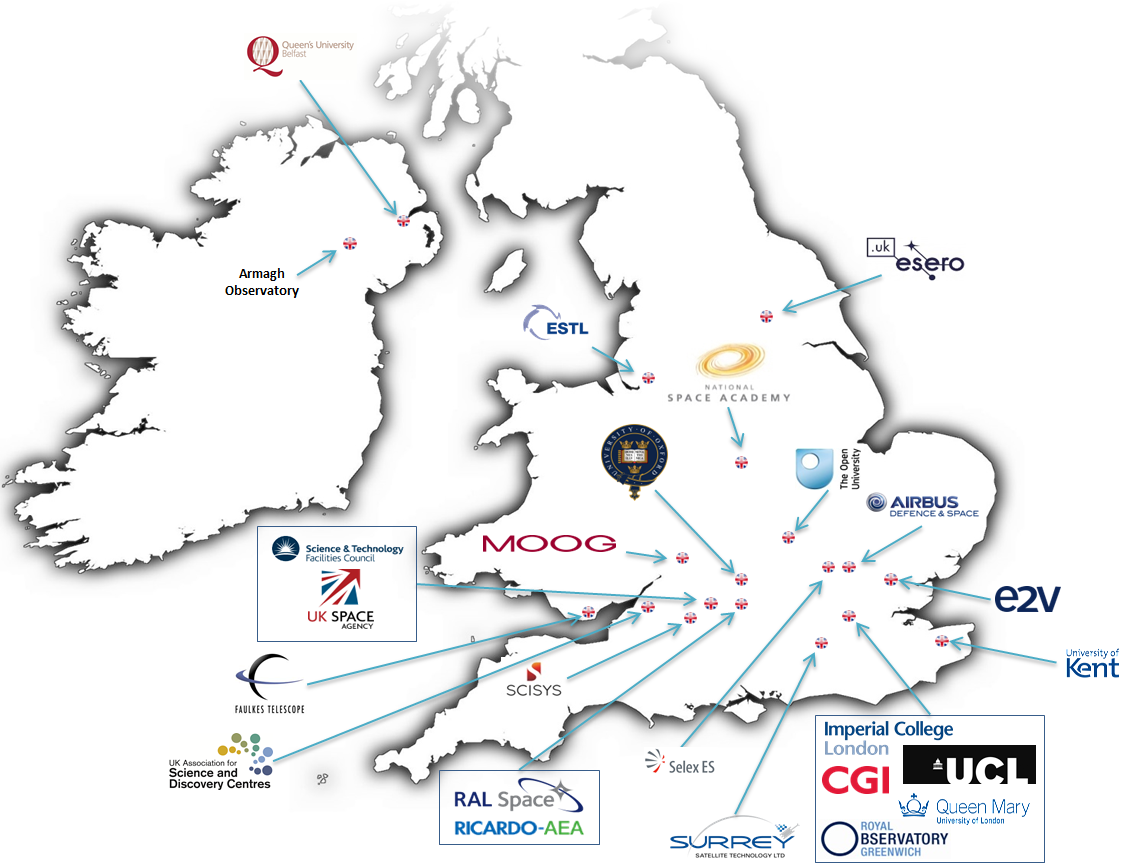 Queen's University
Belfast
Armagh
Observatory
.uk
esero
ESTL
NATIONAL
SPACE ACADEMY
UNIVERSITY OF OXFORD
The Open
University
AIRBUS
DEFENCE & SPACE
MOOG
Science & Technology
Facilities Council
UK SPACE
AGENCY
e2v
University of
Kent
FAULKES TELESCOPE
SCISYS
UK Association for
Science and
Discovery Centres
Selex ES
RAL Space
RICARDO-AEA
SURREY
SATELLITE TECHNOLOGY LTD
Imperial College
London
CGI
UCL
Queen Mary
University of London
ROYAL
OBSERVATORY
GREENWICH